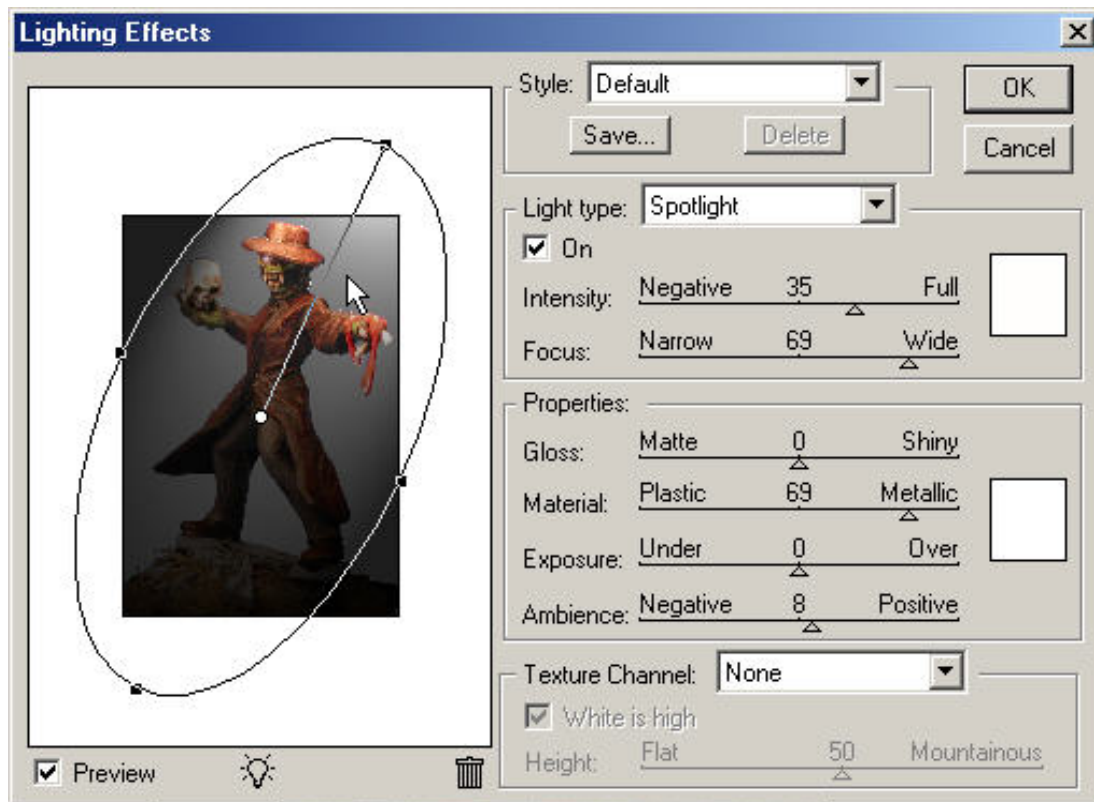 Lighting Effects
Style: Default
OK
Save... Delete
Cancel
Light type: Spotlight
On
Intensity: Negative 35 Full
Focus: Narrow 69 Wide
Properties:
Gloss: Matte 0 Shiny
Material: Plastic 69 Metallic
Exposure: Under 0 Over
Ambience: Negative 8 Positive
Texture Channel: None
White is high
Height: Flat 50 Mountainous
Preview